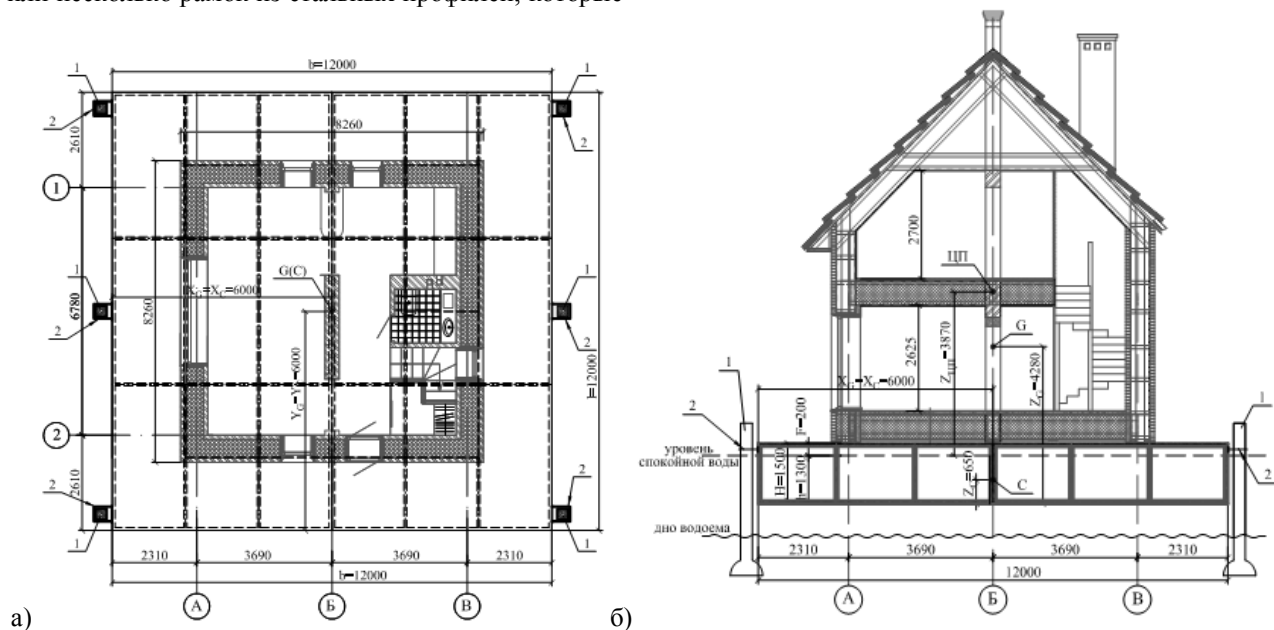 или несколько рамок из стальных профилей, которые
b=12000
1
1
2
2
2610
8260
1
G(C)
1
1
X_G=X_C=6000
6780
8260
2
2
Y_G=Y_C=6000
l=12000
2
2610
2
2
1
1
2310
3690
3690
2310
b=12000
А
Б
В
а)
2700
ЦП
G
2625
Z_ЦП=3870
Z_G=4280
X_G=X_C=6000
1
1
2
2
F=200
уровень
спокойной воды
H=1500
h=1300
Z_C=650
C
дно водоема
2310
3690
3690
2310
12000
А
Б
В
б)